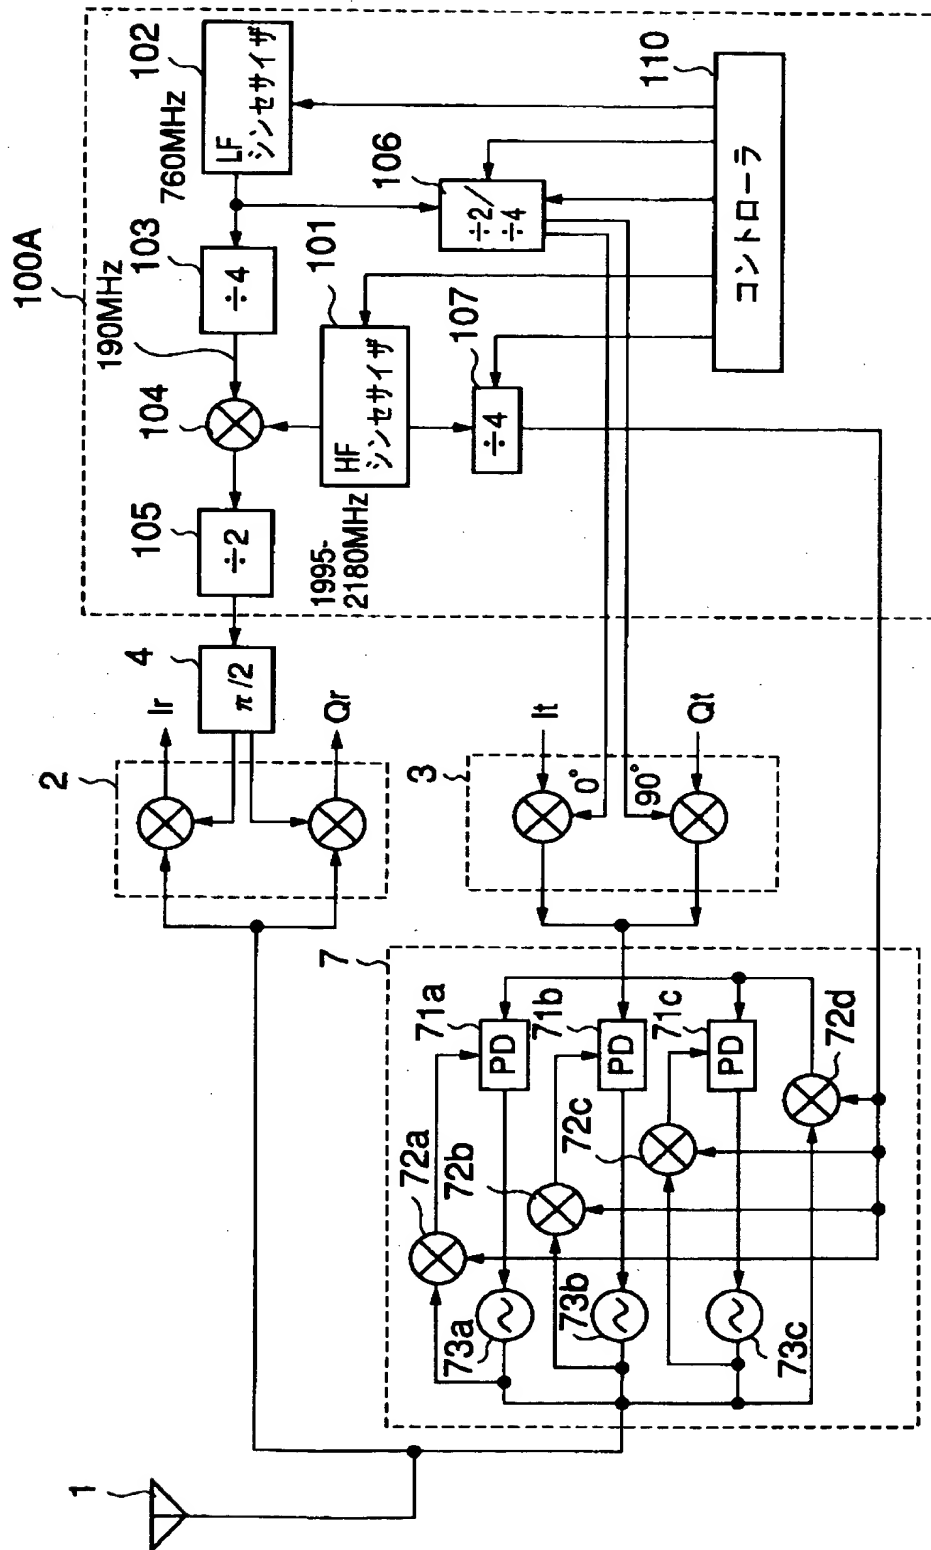 100A
102
760MHz
LF
シンセサイザ
103
190MHz
÷4
104
105
÷2
101
HF
シンセサイザ
1995-
2180MHz
106
÷2/
÷4
107
÷4
110
コントローラ
4
π/2
2
Ir
Qr
3
It
0°
90°
Qt
7
71a
PD
71b
PD
71c
PD
72a
72b
72c
72d
73a
73b
73c
1